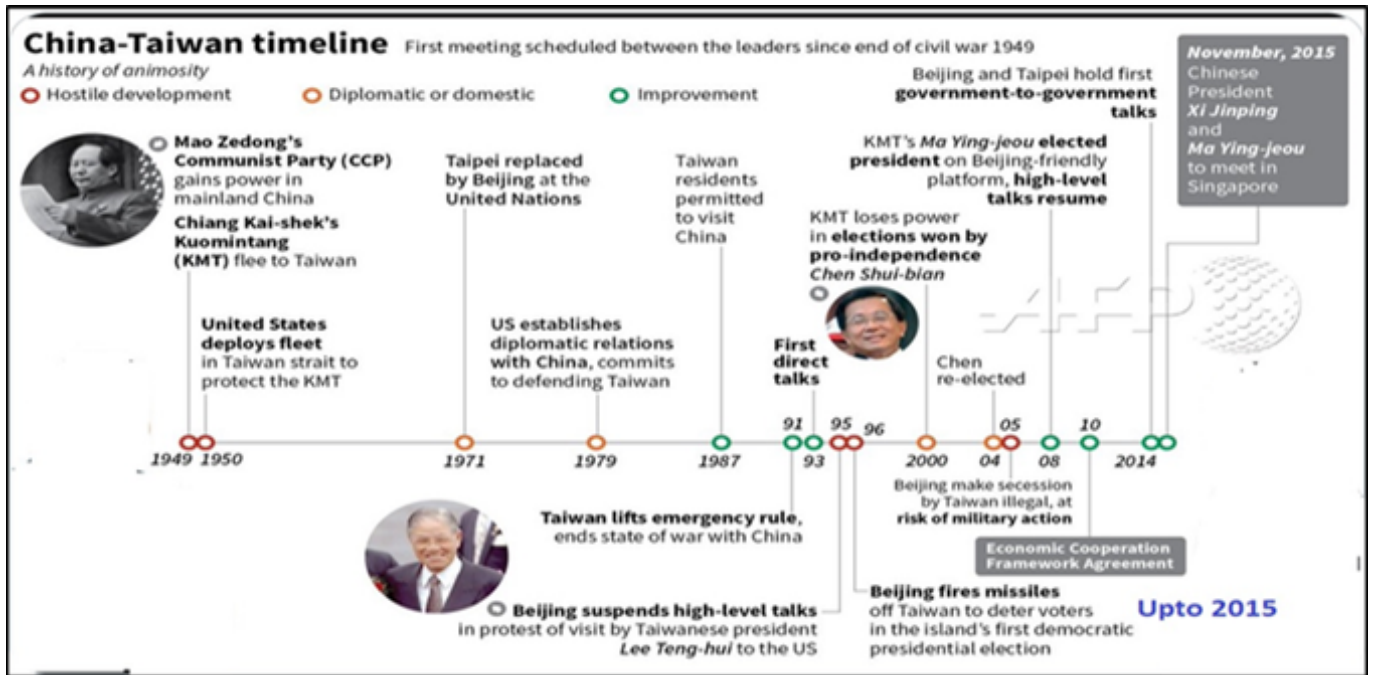 China-Taiwan timeline First meeting scheduled between the leaders since end of civil war 1949
A history of animosity
Hostile development
Diplomatic or domestic
Improvement
Mao Zedong's
Communist Party (CCP)
gains power in
mainland China
Chiang Kai-shek's
Kuomintang
(KMT) flee to Taiwan
United States
deploys fleet
in Taiwan strait to
protect the KMT
Taipei replaced
by Beijing at the
United Nations
US establishes
diplomatic relations
with China, commits
to defending Taiwan
Taiwan
residents
permitted
to visit
China
First
direct
talks
KMT loses power
in elections won by
pro-independence
Chen Shui-bian
Chen
re-elected
KMT's Ma Ying-jeou elected
president on Beijing-friendly
platform, high-level
talks resume
Beijing and Taipei hold first
government-to-government
talks
November, 2015
Chinese
President
Xi Jinping
and
Ma Ying-jeou
to meet in
Singapore
AFP
91 95 96 05 10
1949 1950 1971 1979 1987 93 2000 04 08 2014
Taiwan lifts emergency rule,
ends state of war with China
Beijing suspends high-level talks
in protest of visit by Taiwanese president
Lee Teng-hui to the US
Beijing fires missiles
off Taiwan to deter voters
in the island's first democratic
presidential election
Beijing make secession
by Taiwan illegal, at
risk of military action
Economic Cooperation
Framework Agreement
Upto 2015